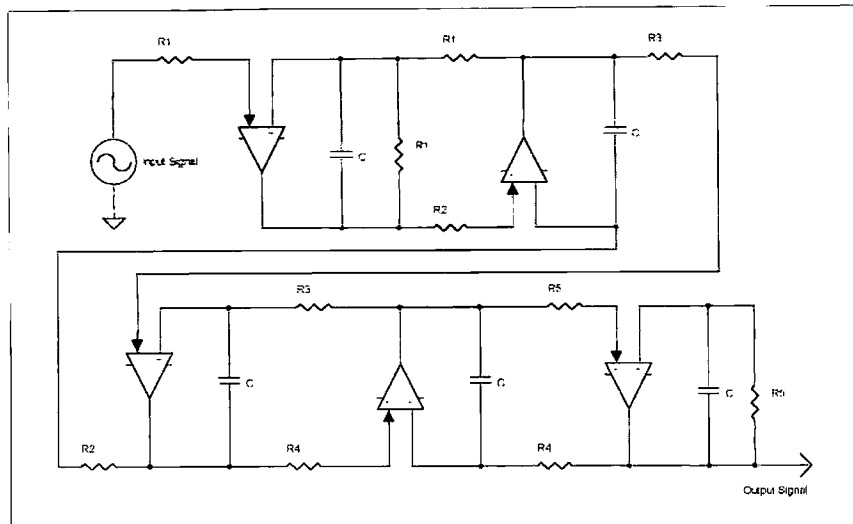 R1
R1
R3
Input Signal
C
R1
C
R2
R3
R5
C
C
C
R5
R2
R4
R4
Output Signal